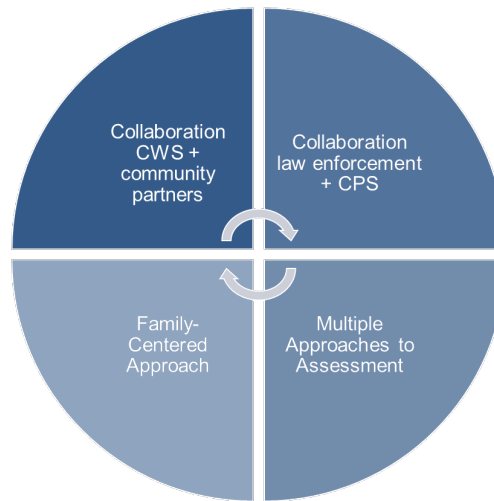 Collaboration
CWS +
community
partners
Collaboration
law enforcement
+ CPS
Family-
Centered
Approach
Multiple
Approaches to
Assessment